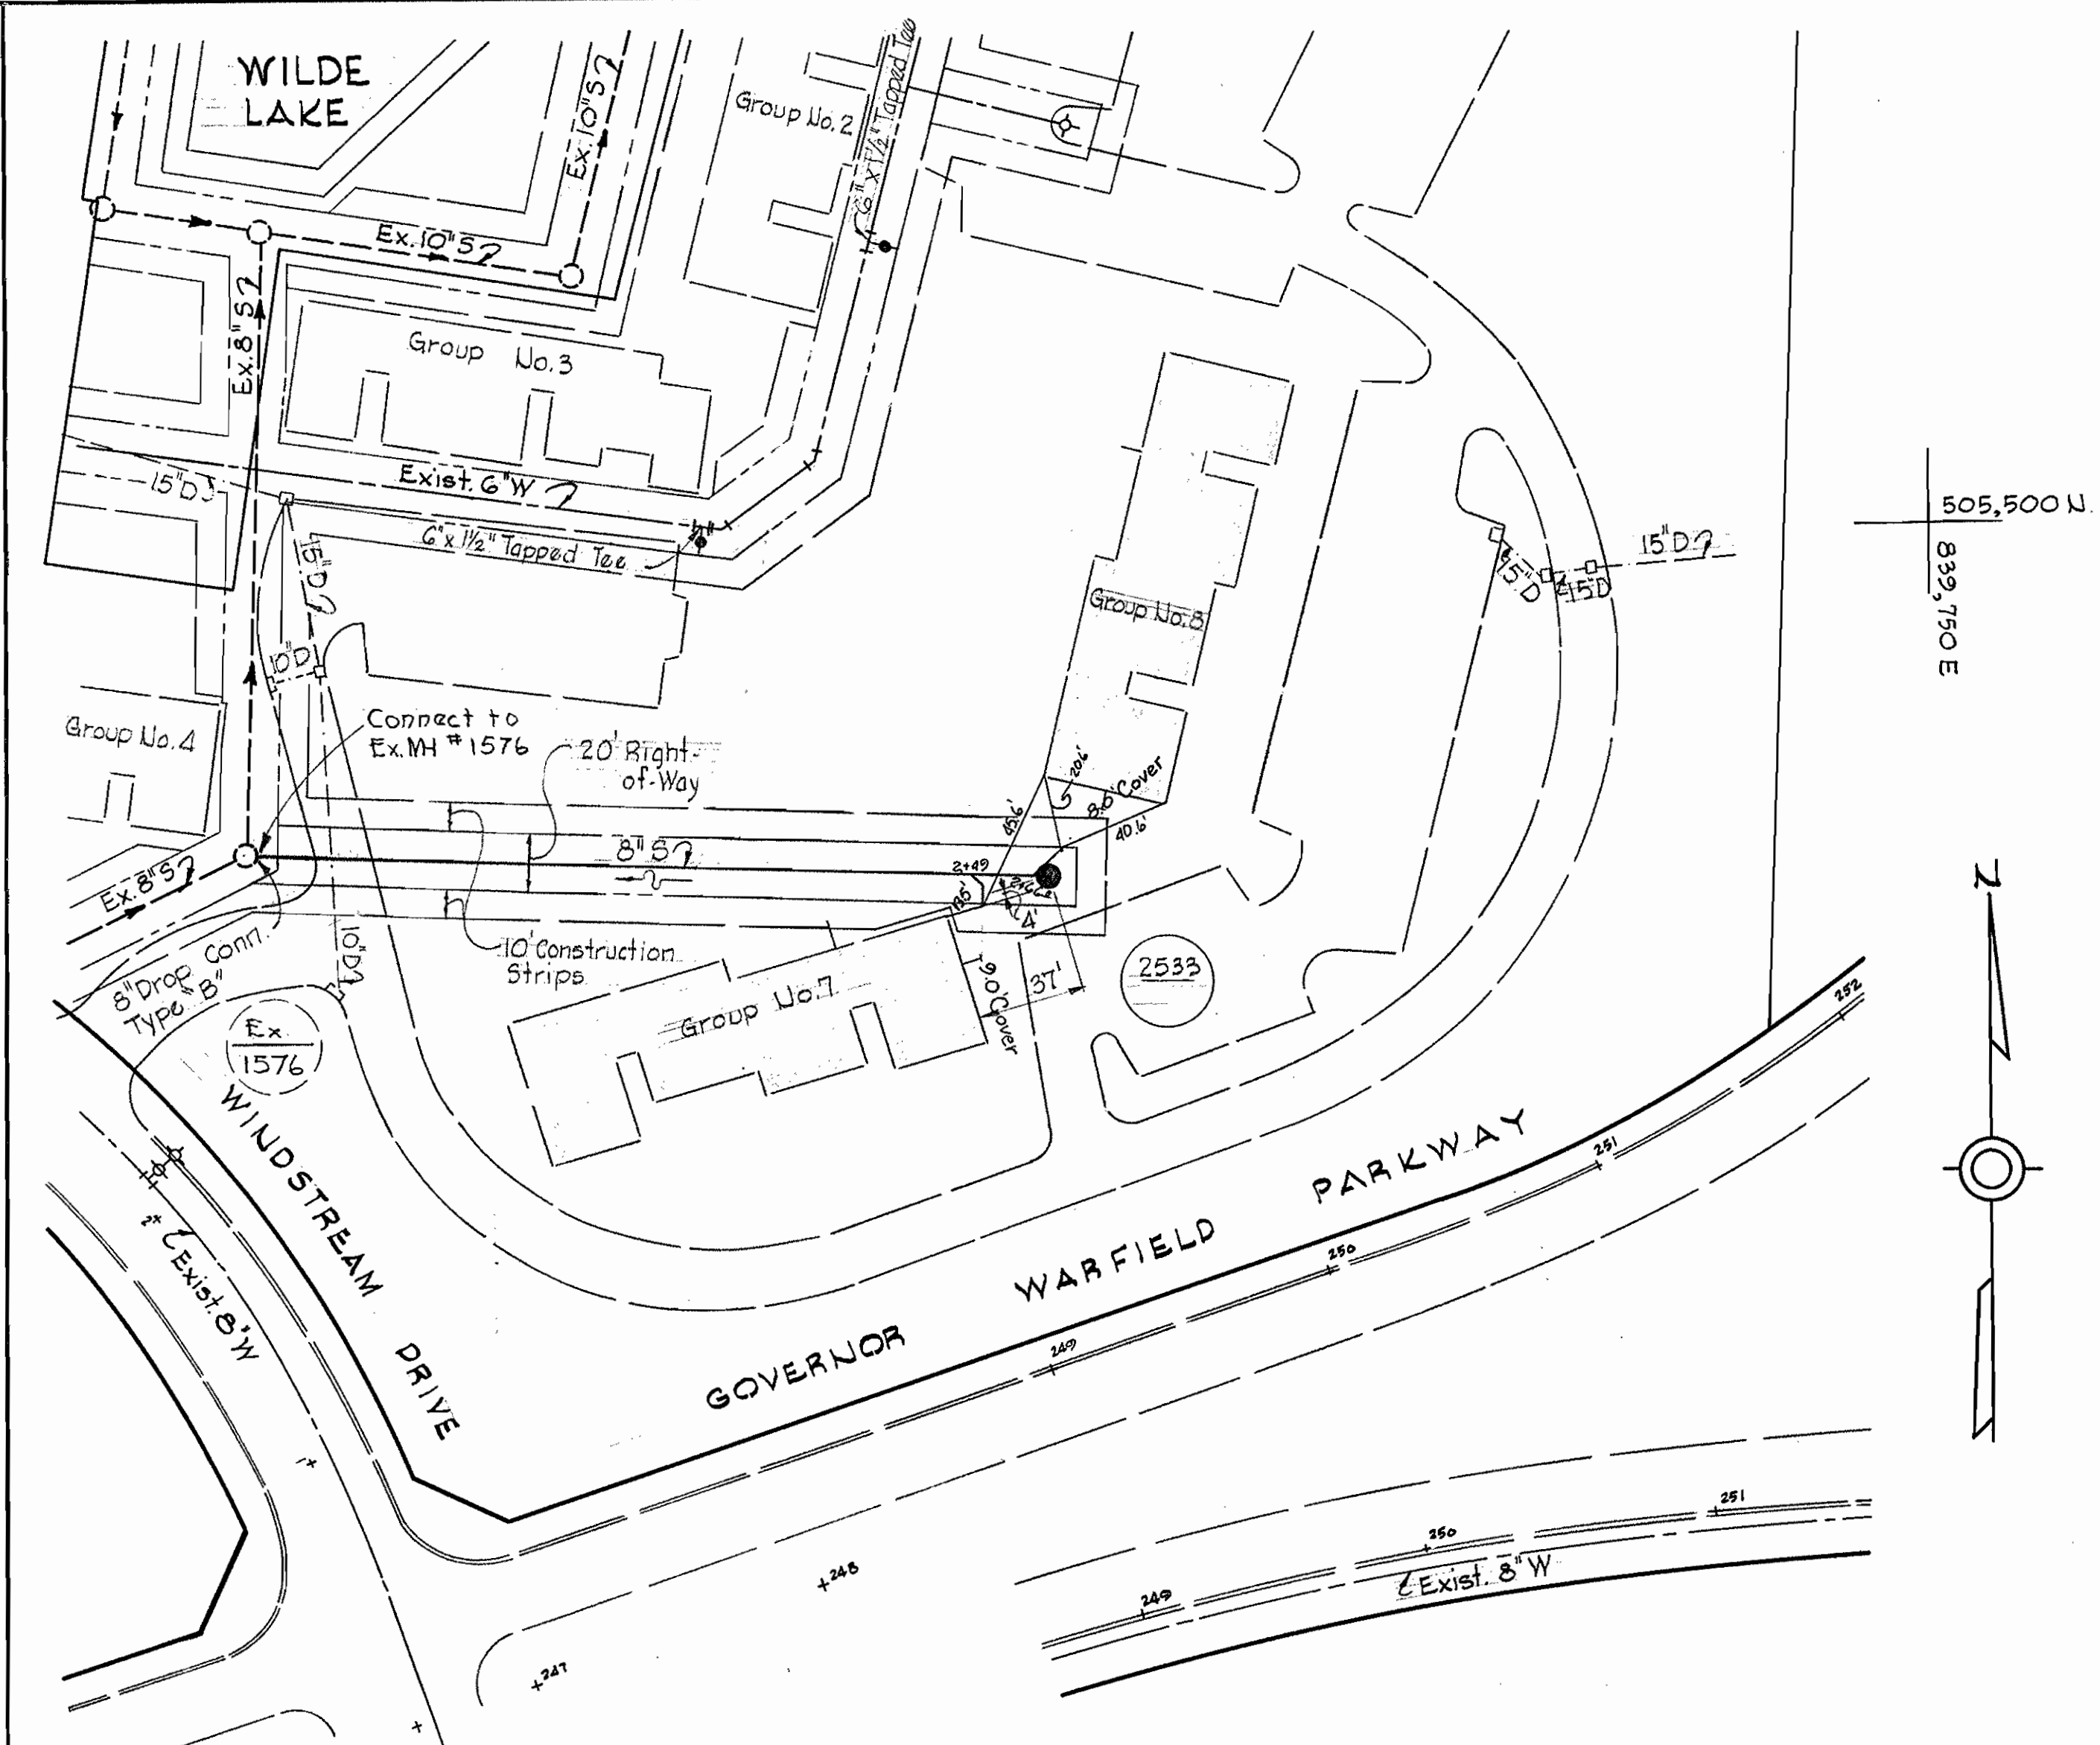 WILDE
LAKE
Ex. 10" S
Ex. 10" S
Ex. 8" S
Group No. 2
6" x 1½" Tapped Tee
Group No. 3
15" D
Exist. 6" W
6" x 1½" Tapped Tee
15" D
10" D
Group No. 4
Connect to
Ex. MH #1576
20' Right-
of-Way
Group No. 8
15" D
15" D
15" D
505,500 N.
839,750 E
20.6'
8.6' Cover
45.6'
40.6'
8" S
2+49
13.5'
4'
Ex. 8" S
8" Drop Conn.
Type "B"
10" D
10' Construction
Strips
Group No. 7
9.0' Cover
37'
2533
Ex
1576
N
WINDSTREAM DRIVE
GOVERNOR WARFIELD PARKWAY
252
251
250
249
248
247
2+
1+
Exist. 8" W
249
250
251
Exist. 8" W